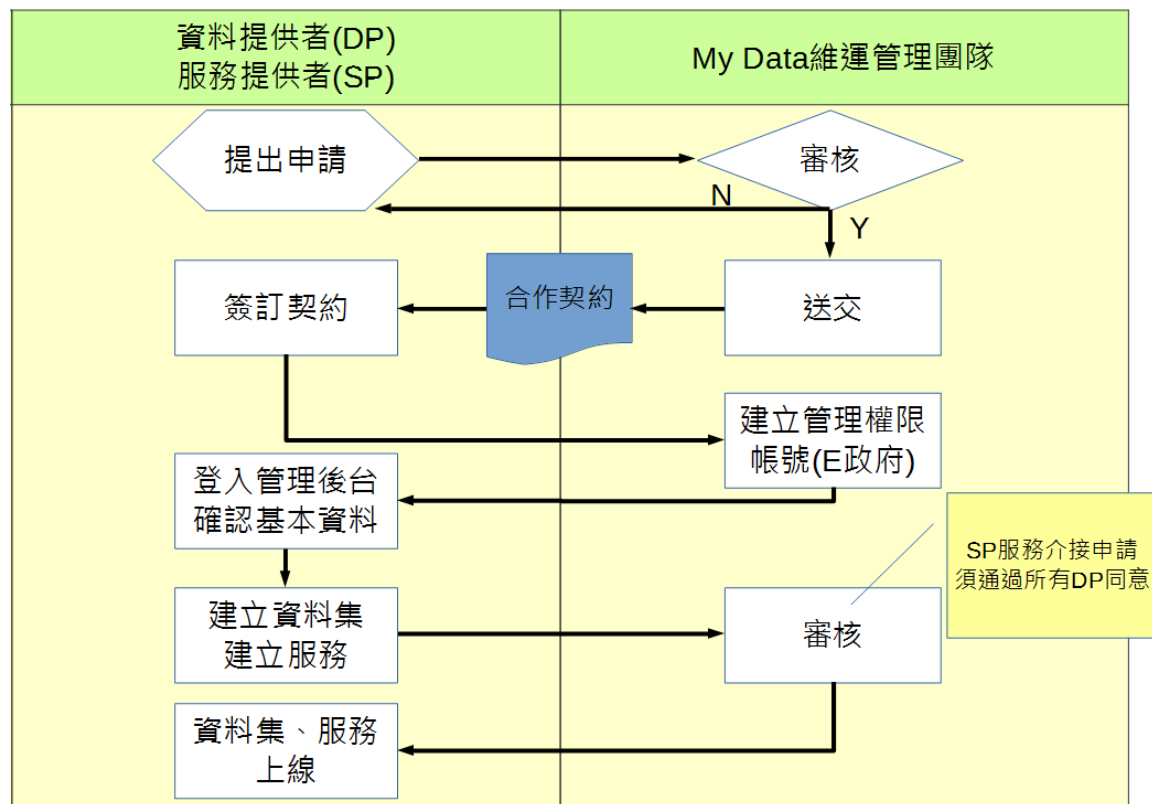 資料提供者(DP)
服務提供者(SP)
My Data維運管理團隊
提出申請
審核
N
Y
簽訂契約
合作契約
送交
建立管理權限
帳號(E政府)
登入管理後台
確認基本資料
SP服務介接申請
須通過所有DP同意
建立資料集
建立服務
審核
資料集、服務
上線